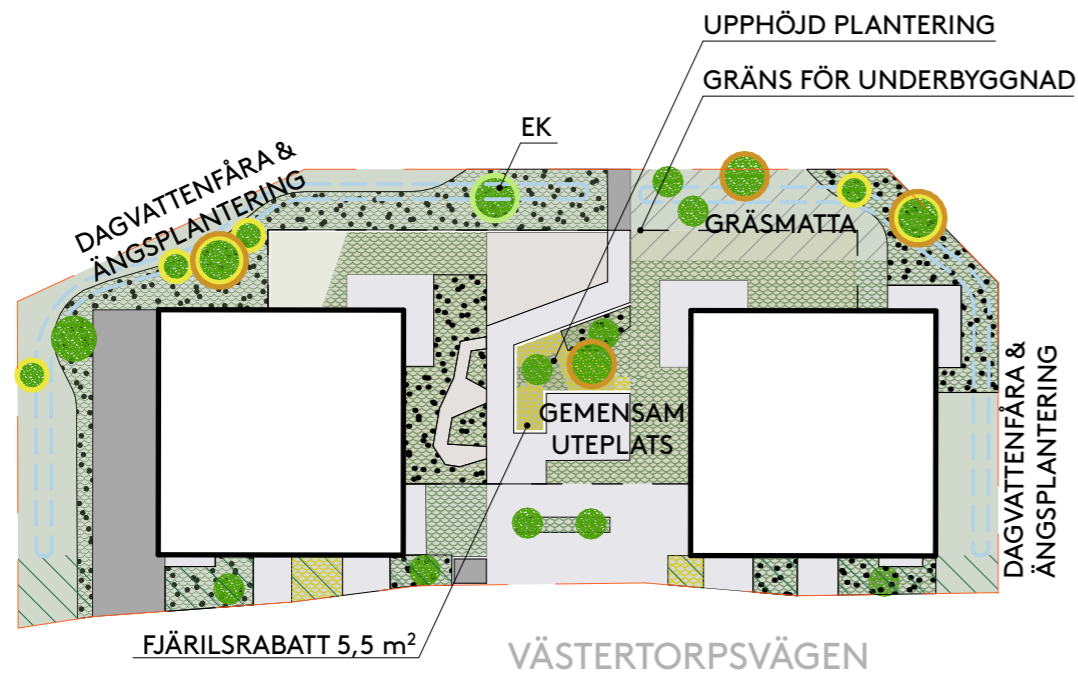 UPPHÖJD PLANTERING
GRÄNS FÖR UNDERBYGGNAD
EK
DAGVATTENFÅRA &
ÄNGSPLANTERING
GRÄSMATTA
GEMENSAM
UTEPLATS
DAGVATTENFÅRA &
ÄNGSPLANTERING
FJÄRILSRABATT 5,5 m²
VÄSTERTORPSVÄGEN